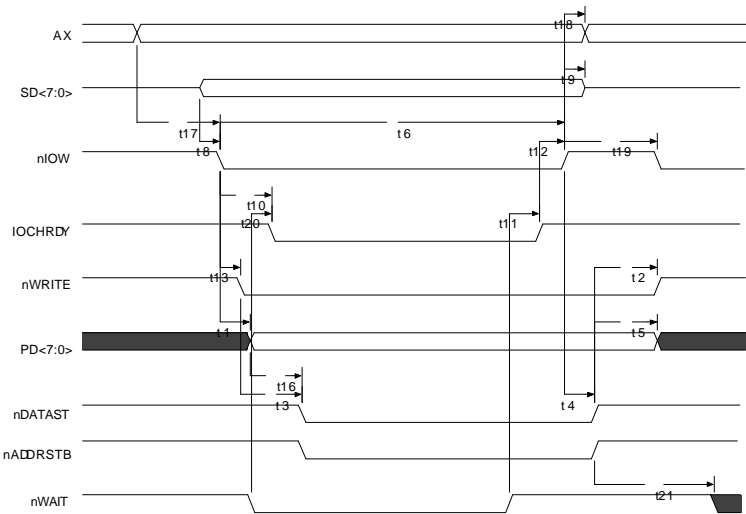 t18
AX
t9
SD<7:0>
t17 t6
t8 t12 t19
nIOW
t10
t20 t11
IOCHRDY
t13 t2
nWRITE
t1 t5
PD<7:0>
t16
t3 t4
nDATAST
nADDRSTB
t21
nWAIT